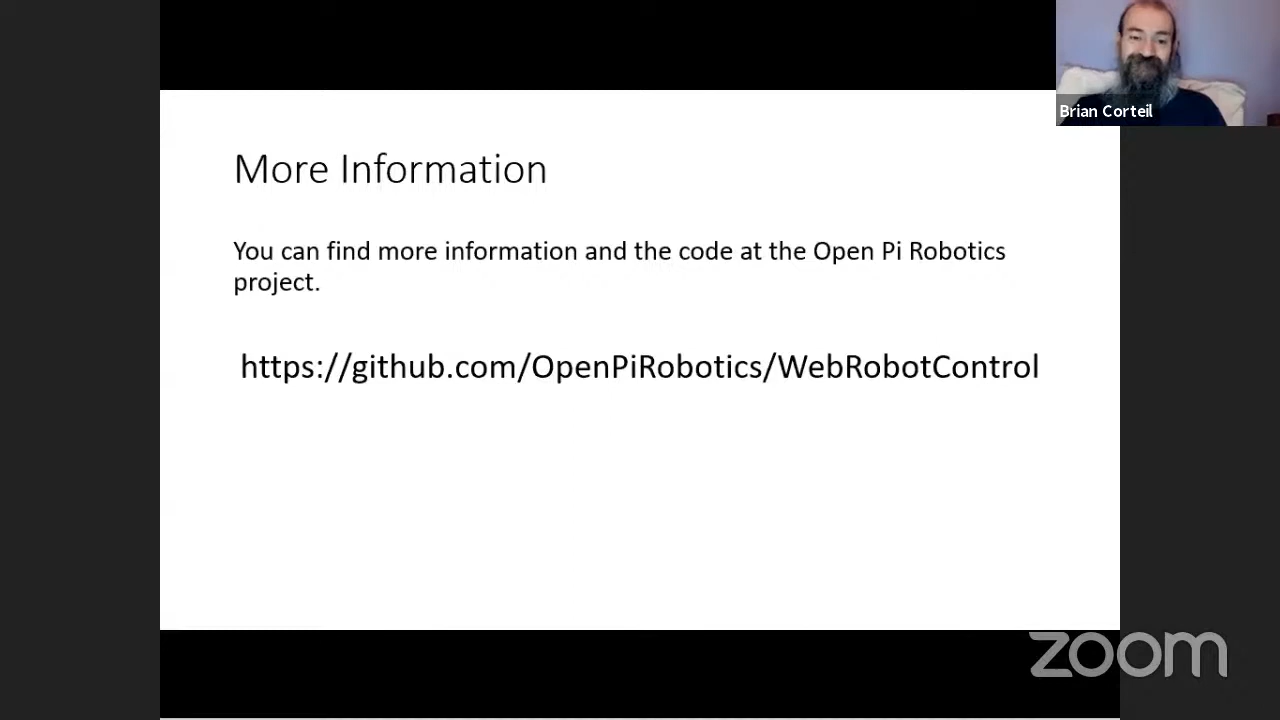 Brian Corteil
More Information
You can find more information and the code at the Open Pi Robotics
project.
https://github.com/OpenPiRobotics/WebRobotControl
zoom